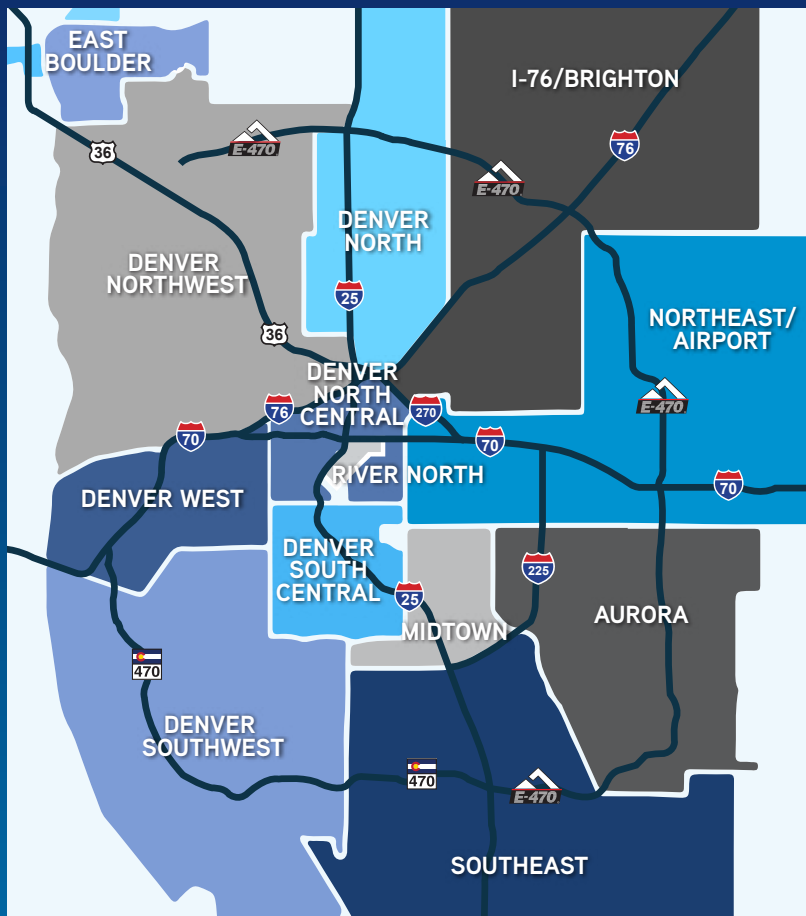 EAST
BOULDER
I-76/BRIGHTON
36
E-470
76
E-470
DENVER
NORTH
DENVER
NORTHWEST
25
NORTHEAST/
AIRPORT
36
DENVER
NORTH
CENTRAL
E-470
76
270
70
70
RIVER NORTH
70
DENVER WEST
DENVER
SOUTH
CENTRAL
225
25
AURORA
MIDTOWN
470
DENVER
SOUTHWEST
470
E-470
SOUTHEAST